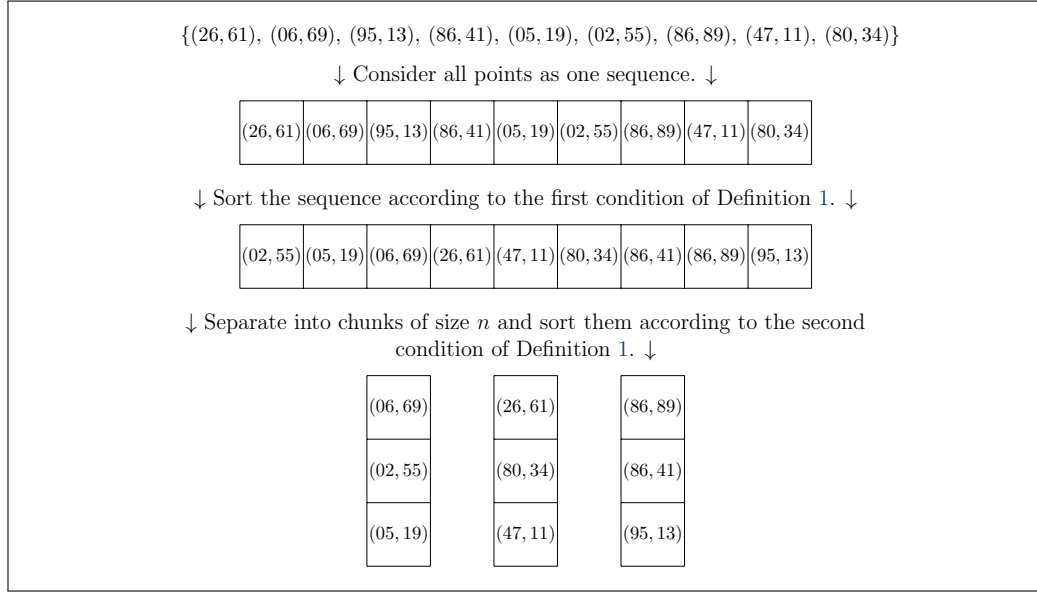 {(26, 61), (06, 69), (95, 13), (86, 41), (05, 19), (02, 55), (86, 89), (47, 11), (80, 34)}
↓ Consider all points as one sequence. ↓
(26, 61) (06, 69) (95, 13) (86, 41) (05, 19) (02, 55) (86, 89) (47, 11) (80, 34)
↓ Sort the sequence according to the first condition of Definition 1. ↓
(02, 55) (05, 19) (06, 69) (26, 61) (47, 11) (80, 34) (86, 41) (86, 89) (95, 13)
↓ Separate into chunks of size n and sort them according to the second
condition of Definition 1. ↓
(06, 69) (26, 61) (86, 89)
(02, 55) (80, 34) (86, 41)
(05, 19) (47, 11) (95, 13)